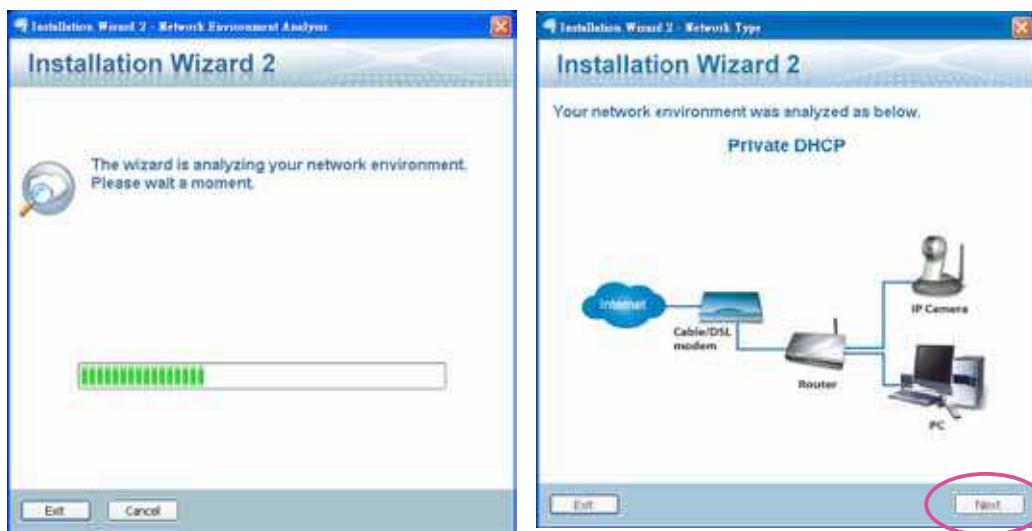 Installation Wizard 2 - Network Environment Analysis
Installation Wizard 2
The wizard is analyzing your network environment.
Please wait a moment.
Exit
Cancel
Installation Wizard 2 - Network Type
Installation Wizard 2
Your network environment was analyzed as below.
Private DHCP
Internet
Cable/DSL
modem
Router
IP Camera
PC
Exit
Next